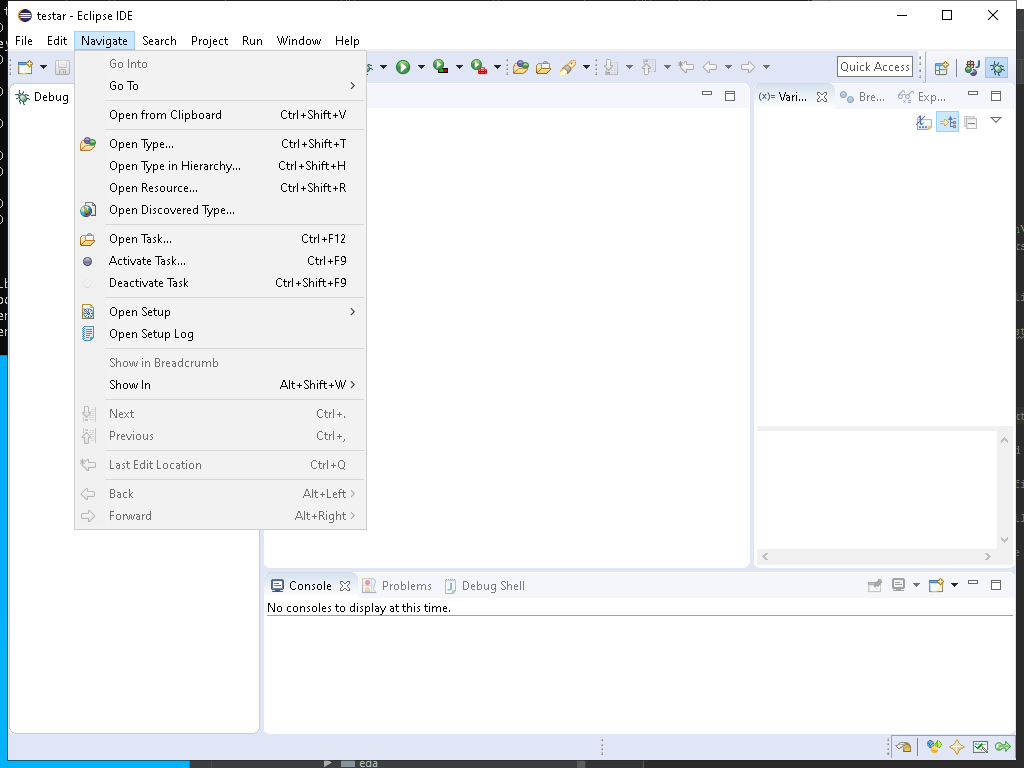 testar - Eclipse IDE
File Edit Navigate Search Project Run Window Help
Quick Access
Go Into
Go To
Open from Clipboard Ctrl+Shift+V
Open Type... Ctrl+Shift+T
Open Type in Hierarchy... Ctrl+Shift+H
Open Resource... Ctrl+Shift+R
Open Discovered Type...
Open Task... Ctrl+F12
Activate Task... Ctrl+F9
Deactivate Task Ctrl+Shift+F9
Open Setup
Open Setup Log
Show in Breadcrumb
Show In Alt+Shift+W
Next Ctrl+.
Previous Ctrl+,
Last Edit Location Ctrl+Q
Back Alt+Left
Forward Alt+Right
Debug
(x)= Vari... Bre... Exp...
Console Problems Debug Shell
No consoles to display at this time.
eda